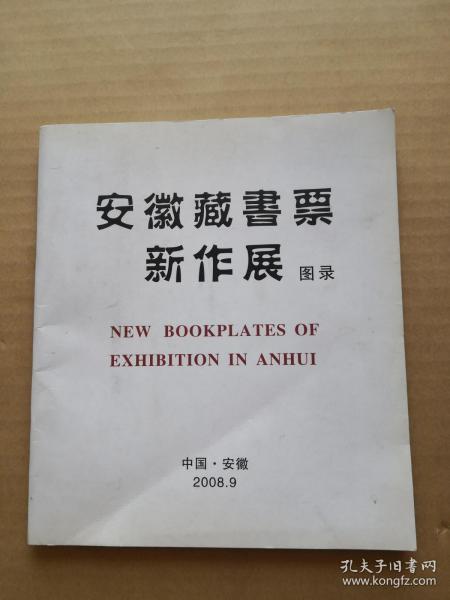 安徽藏書票
新作展 图录
NEW BOOKPLATES OF
EXHIBITION IN ANHUI
中国·安徽
2008.9
孔夫子旧书网
www.kongfz.com